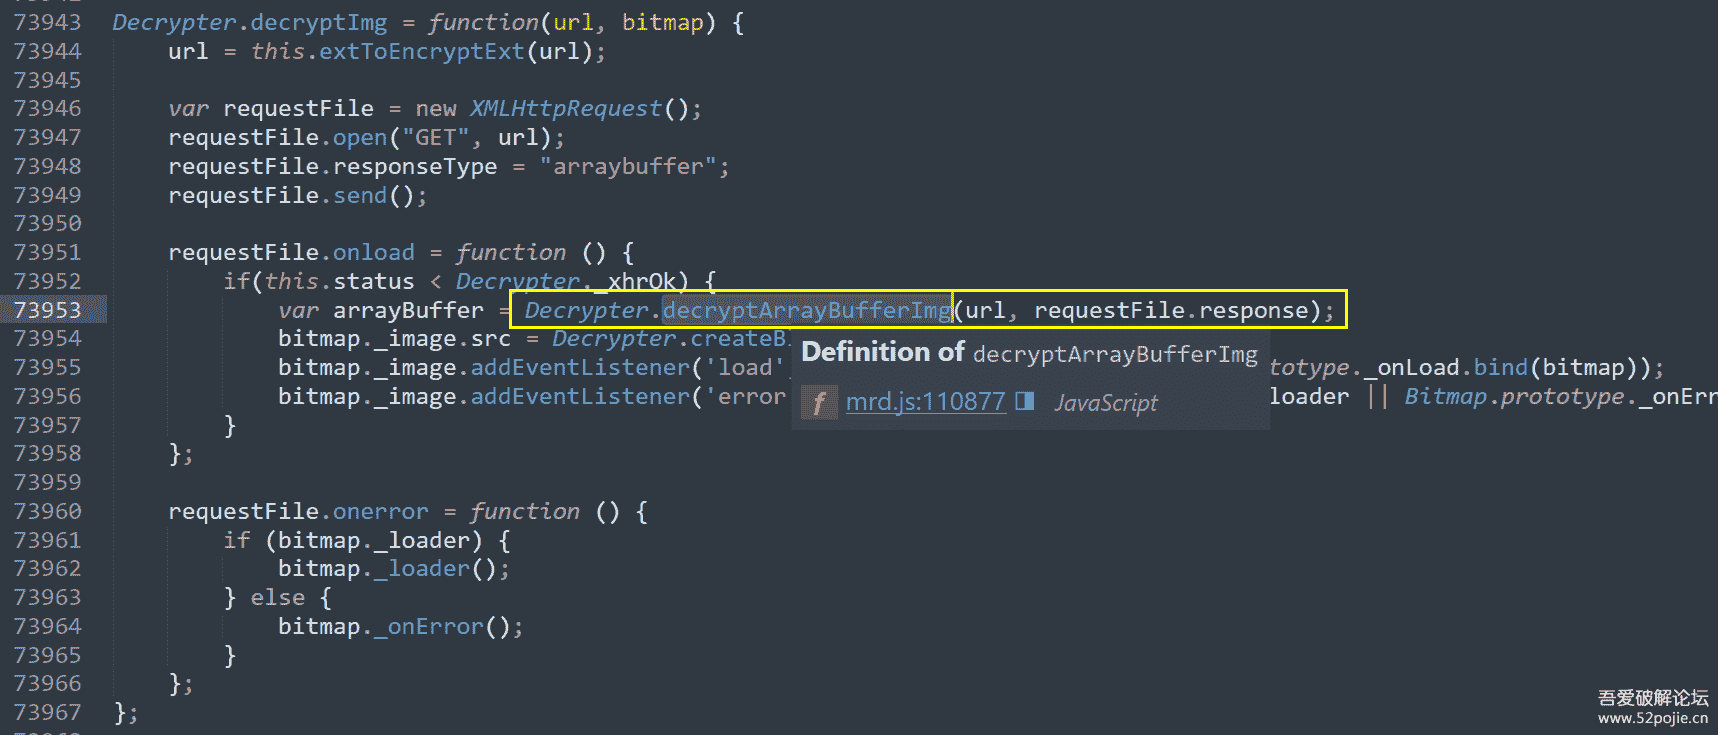 73943 Decrypter.decryptImg = function(url, bitmap) {
73944 url = this.extToEncryptExt(url);
73945
73946 var requestFile = new XMLHttpRequest();
73947 requestFile.open("GET", url);
73948 requestFile.responseType = "arraybuffer";
73949 requestFile.send();
73950
73951 requestFile.onload = function () {
73952 if(this.status < Decrypter._xhrOk) {
73953 var arrayBuffer = Decrypter.decryptArrayBufferImg(url, requestFile.response);
73954 bitmap._image.src = Decrypter.createB
Definition of decryptArrayBufferImg
73955 bitmap._image.addEventListener('load' totype._onLoad.bind(bitmap));
73956 bitmap._image.addEventListener('error loader || Bitmap.prototype._onErr
f mrd.js:110877 JavaScript
73957 }
73958 };
73959
73960 requestFile.onerror = function () {
73961 if (bitmap._loader) {
73962 bitmap._loader();
73963 } else {
73964 bitmap._onError();
73965 }
73966 };
73967 };
吾爱破解论坛
www.52pojie.cn